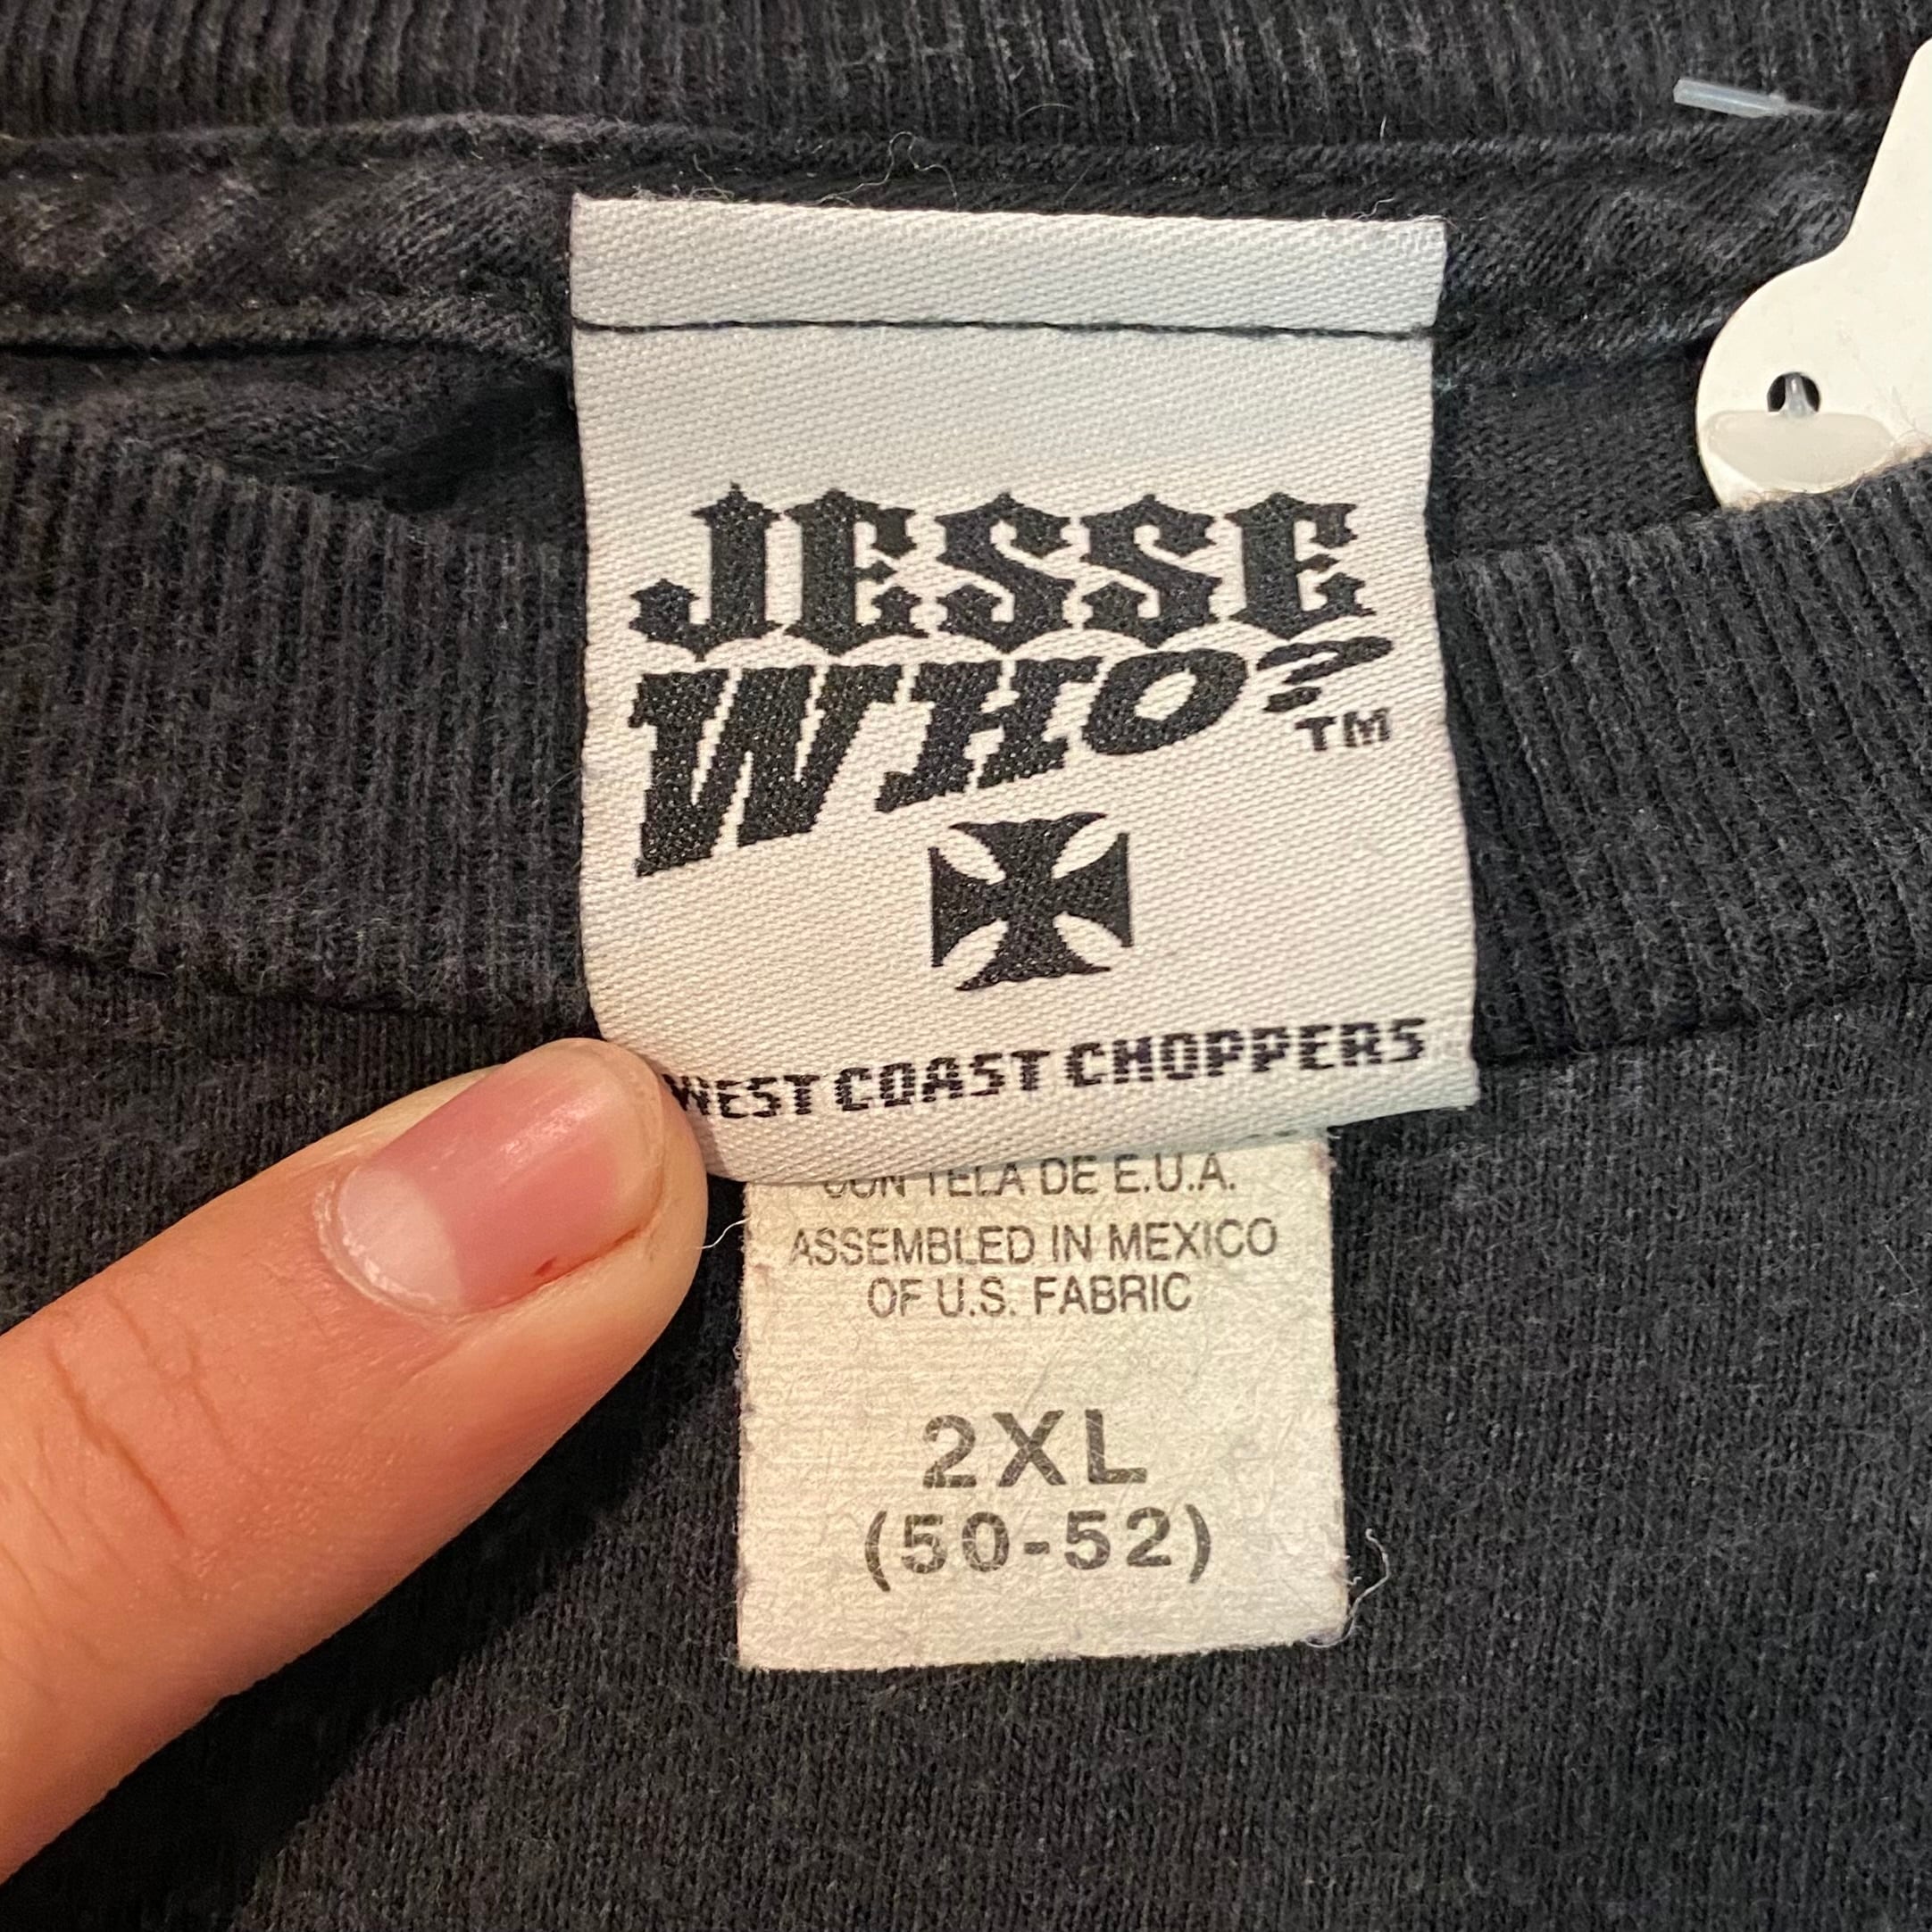 JESSE
WHO?
TM
WEST COAST CHOPPERS
CON TELA DE E.U.A.
ASSEMBLED IN MEXICO
OF U.S. FABRIC
2XL
(50-52)